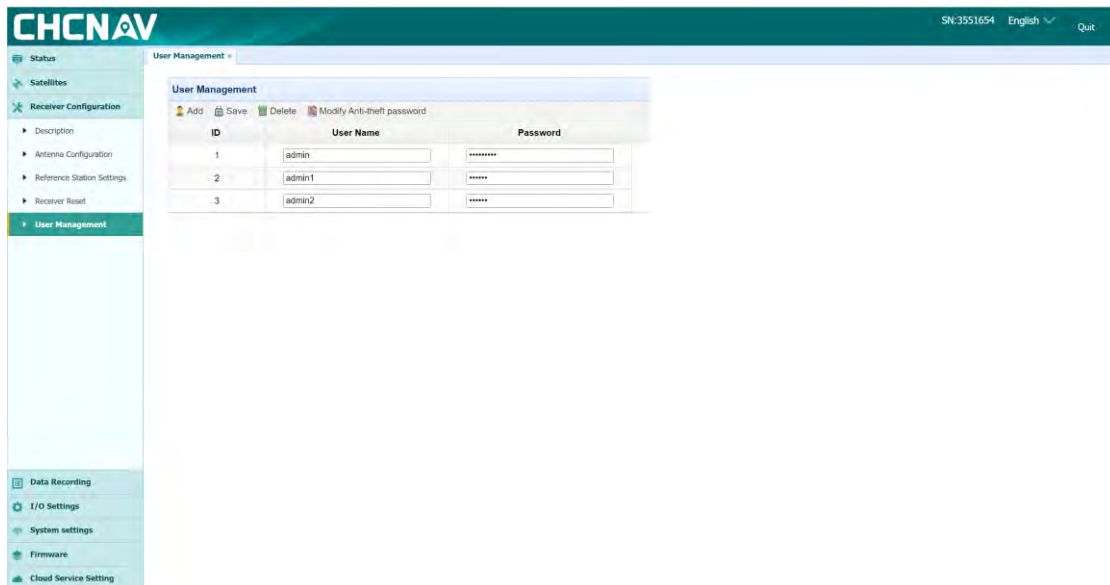 CHCNAV
SN:3551654 English Quit
Status
Satellites
Receiver Configuration
Description
Antenna Configuration
Reference Station Settings
Receiver Reset
User Management
Data Recording
I/O Settings
System settings
Firmware
Cloud Service Setting
User Management ×
User Management
Add Save Delete Modify Anti-theft password
ID User Name Password
1 admin •••••••••
2 admin1 ••••••
3 admin2 ••••••